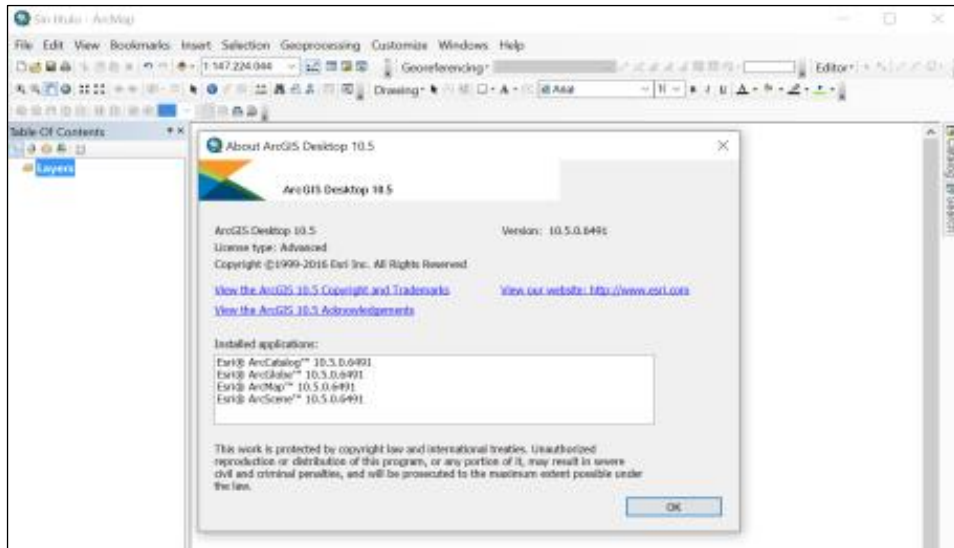 Sin título - ArcMap
File Edit View Bookmarks Insert Selection Geoprocessing Customize Windows Help
1:147.224.044 Georeferencing Editor
Drawing A Arial B I U A
Table Of Contents
Layers
Catalog
Search
About ArcGIS Desktop 10.5
ArcGIS Desktop 10.5
ArcGIS Desktop 10.5 Version: 10.5.0.6491
License type: Advanced
Copyright ©1999-2016 Esri Inc. All Rights Reserved
View the ArcGIS 10.5 Copyright and Trademarks View our website: http://www.esri.com
View the ArcGIS 10.5 Acknowledgements
Installed applications:
Esri® ArcCatalog™ 10.5.0.6491
Esri® ArcGlobe™ 10.5.0.6491
Esri® ArcMap™ 10.5.0.6491
Esri® ArcScene™ 10.5.0.6491
This work is protected by copyright law and international treaties. Unauthorized
reproduction or distribution of this program, or any portion of it, may result in severe
civil and criminal penalties, and will be prosecuted to the maximum extent possible under
the law.
OK